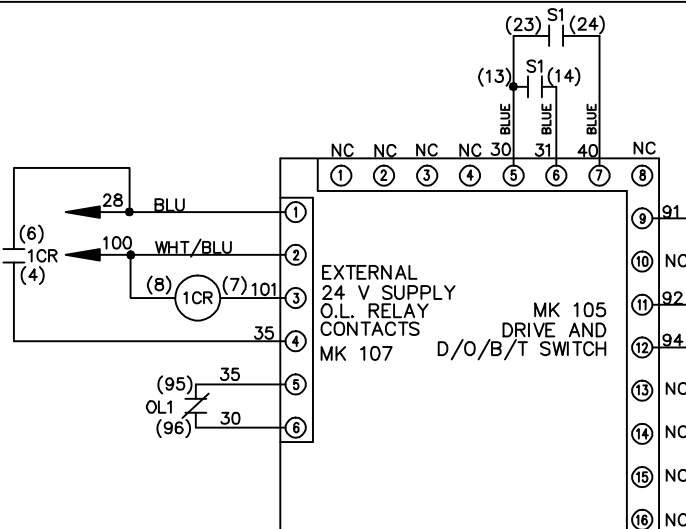 S1
(23) (24)
S1
(13) (14)
BLUE BLUE BLUE
NC NC NC NC 30 31 40 NC
1 2 3 4 5 6 7 8
28 BLU 1
9 91
(6)
1CR
(4)
100 WHT/BLU 2
10 NC
(8) 1CR (7) 101 3
EXTERNAL
24 V SUPPLY
O.L. RELAY
CONTACTS
MK 107
MK 105
DRIVE AND
D/O/B/T SWITCH
11 92
35 4
12 94
(95) 35 5
13 NC
OL1
(96) 30 6
14 NC
15 NC
16 NC